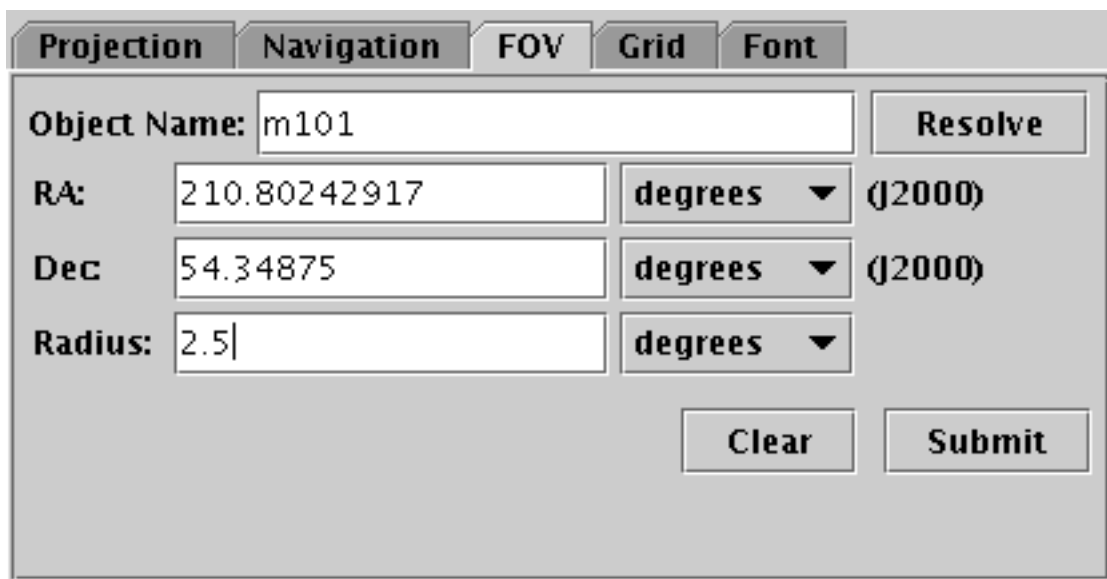 Projection Navigation FOV Grid Font
Object Name: m101 Resolve
RA: 210.80242917 degrees (J2000)
Dec: 54.34875 degrees (J2000)
Radius: 2.5 degrees
Clear Submit